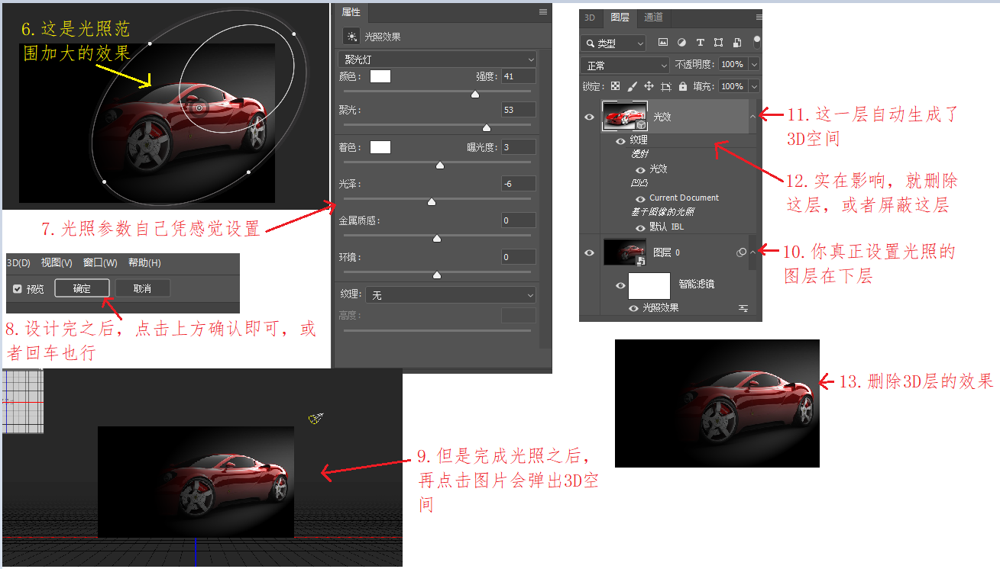 6.这是光照范
围加大的效果
属性
光照效果
聚光灯
颜色:
强度: 41
聚光:
53
着色:
曝光度: 3
光泽:
-6
金属质感:
0
环境:
0
纹理: 无
高度:
7.光照参数自己凭感觉设置
3D(D) 视图(V) 窗口(W) 帮助(H)
预览 确定 取消
8.设计完之后，点击上方确认即可，或
者回车也行
9.但是完成光照之后，
再点击图片会弹出3D空
间
3D 图层 通道
类型
正常 不透明度: 100%
锁定: 填充: 100%
光效
纹理
漫射
光效
凹凸
Current Document
基于图像的光照
默认 IBL
图层 0
智能滤镜
光照效果
11.这一层自动生成了
3D空间
12.实在影响，就删除
这层，或者屏蔽这层
10.你真正设置光照的
图层在下层
13.删除3D层的效果